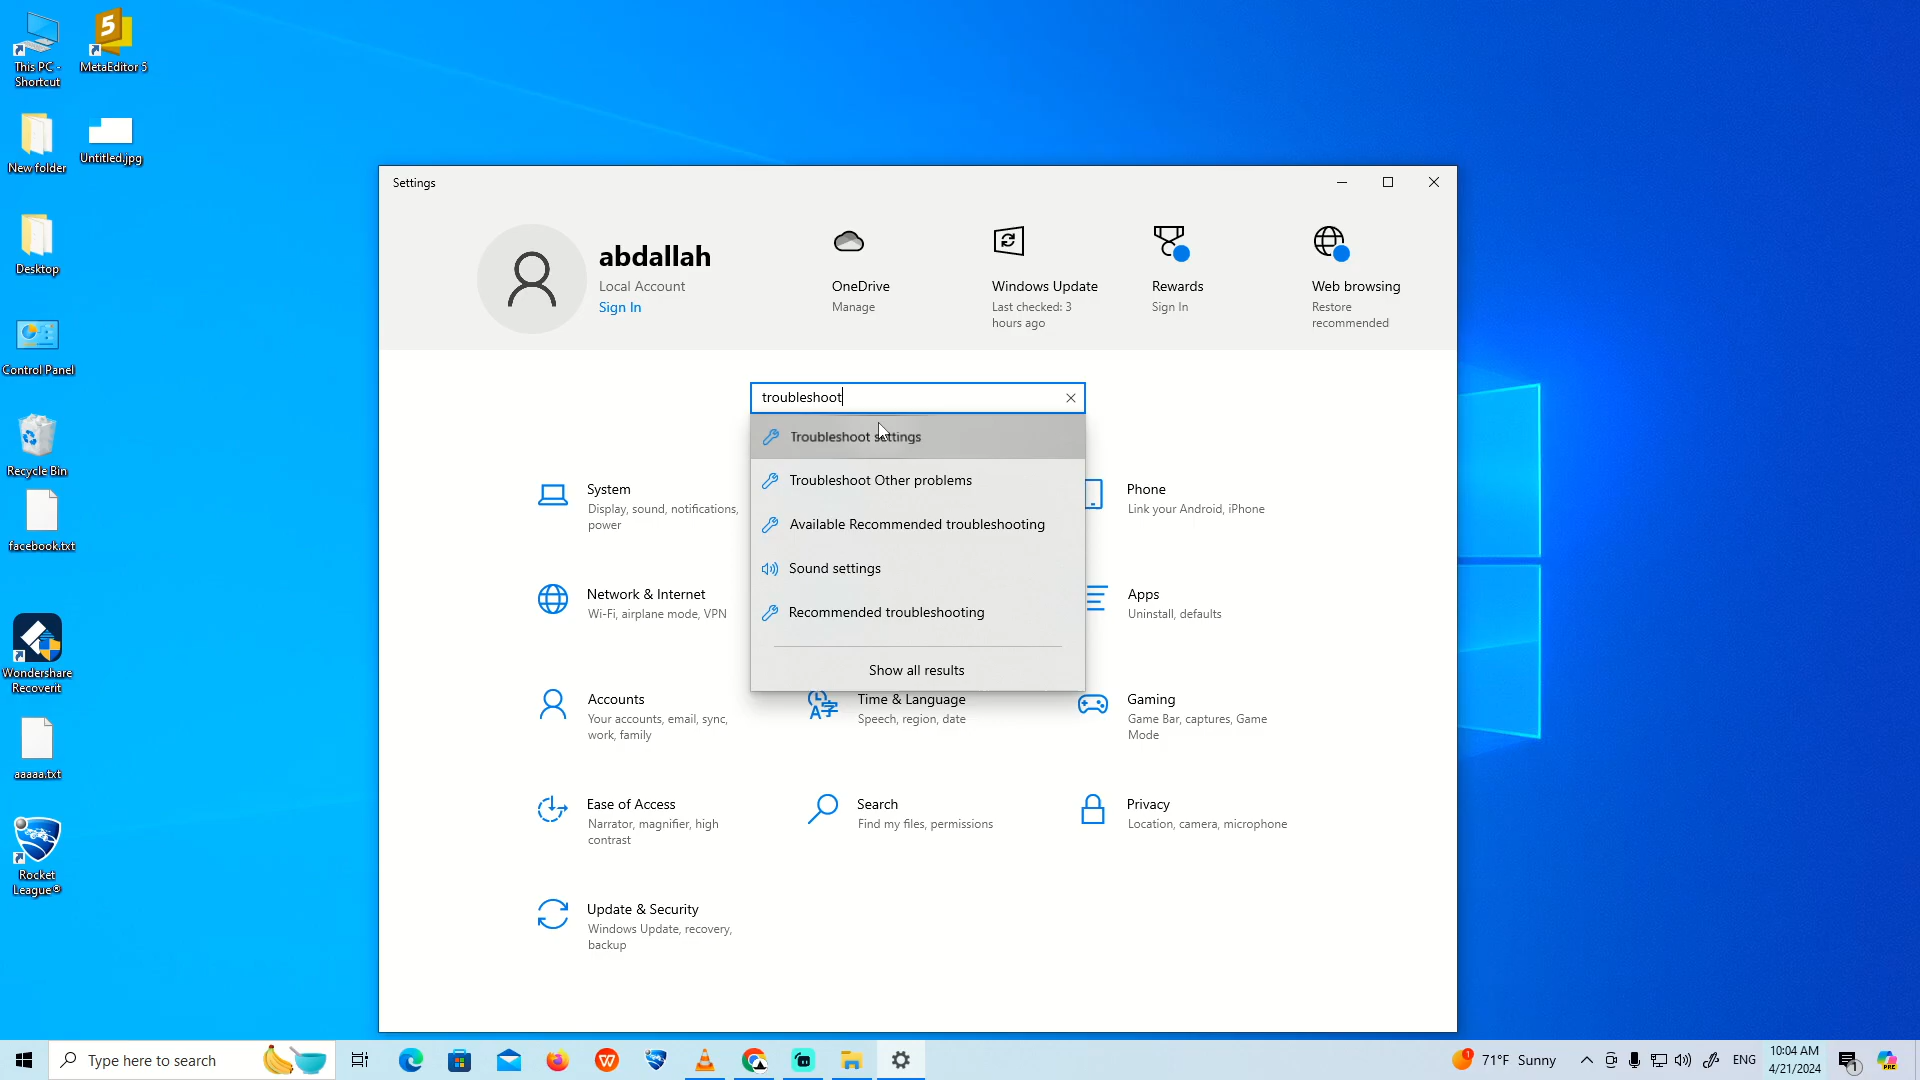 This PC -
Shortcut
MetaEditor 5
New folder
Untitled.jpg
Desktop
Control Panel
Recycle Bin
facebook.txt
Wondershare
Recoverit
aaaaa.txt
Rocket
League®
Settings
abdallah
Local Account
Sign In
OneDrive
Manage
Windows Update
Last checked: 3
hours ago
Rewards
Sign In
Web browsing
Restore
recommended
troubleshoot
Troubleshoot settings
Troubleshoot Other problems
Available Recommended troubleshooting
Sound settings
Recommended troubleshooting
Show all results
System
Display, sound, notifications,
power
Phone
Link your Android, iPhone
Network & Internet
Wi-Fi, airplane mode, VPN
Apps
Uninstall, defaults
Accounts
Your accounts, email, sync,
work, family
Time & Language
Speech, region, date
Gaming
Game Bar, captures, Game
Mode
Ease of Access
Narrator, magnifier, high
contrast
Search
Find my files, permissions
Privacy
Location, camera, microphone
Update & Security
Windows Update, recovery,
backup
Type here to search
71°F Sunny
ENG
10:04 AM
4/21/2024